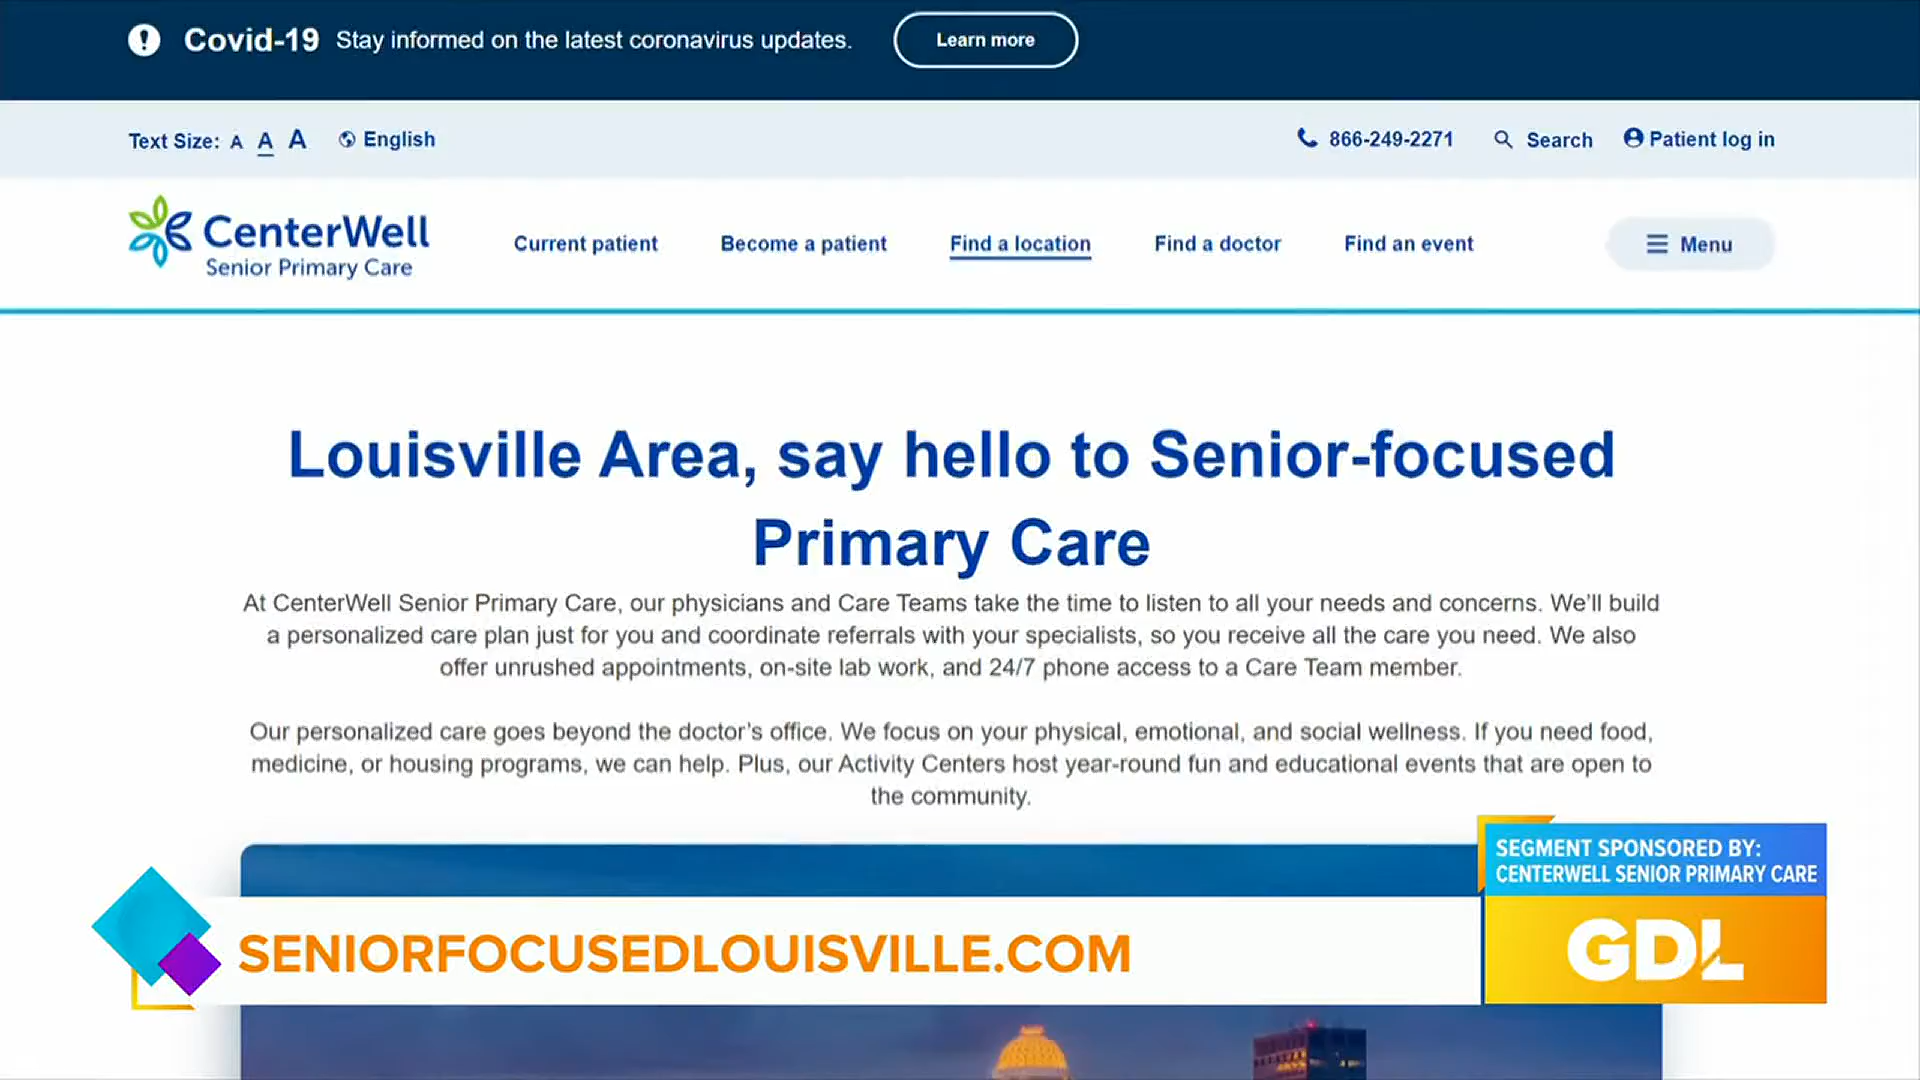 Covid-19 Stay informed on the latest coronavirus updates. Learn more
Text Size: A A A English 866-249-2271 Search Patient log in
CenterWell
Senior Primary Care
Current patient Become a patient Find a location Find a doctor Find an event Menu
Louisville Area, say hello to Senior-focused
Primary Care
At CenterWell Senior Primary Care, our physicians and Care Teams take the time to listen to all your needs and concerns. We'll build
a personalized care plan just for you and coordinate referrals with your specialists, so you receive all the care you need. We also
offer unrushed appointments, on-site lab work, and 24/7 phone access to a Care Team member.
Our personalized care goes beyond the doctor's office. We focus on your physical, emotional, and social wellness. If you need food,
medicine, or housing programs, we can help. Plus, our Activity Centers host year-round fun and educational events that are open to
the community.
SEGMENT SPONSORED BY:
CENTERWELL SENIOR PRIMARY CARE
SENIORFOCUSEDLOUISVILLE.COM
GDL